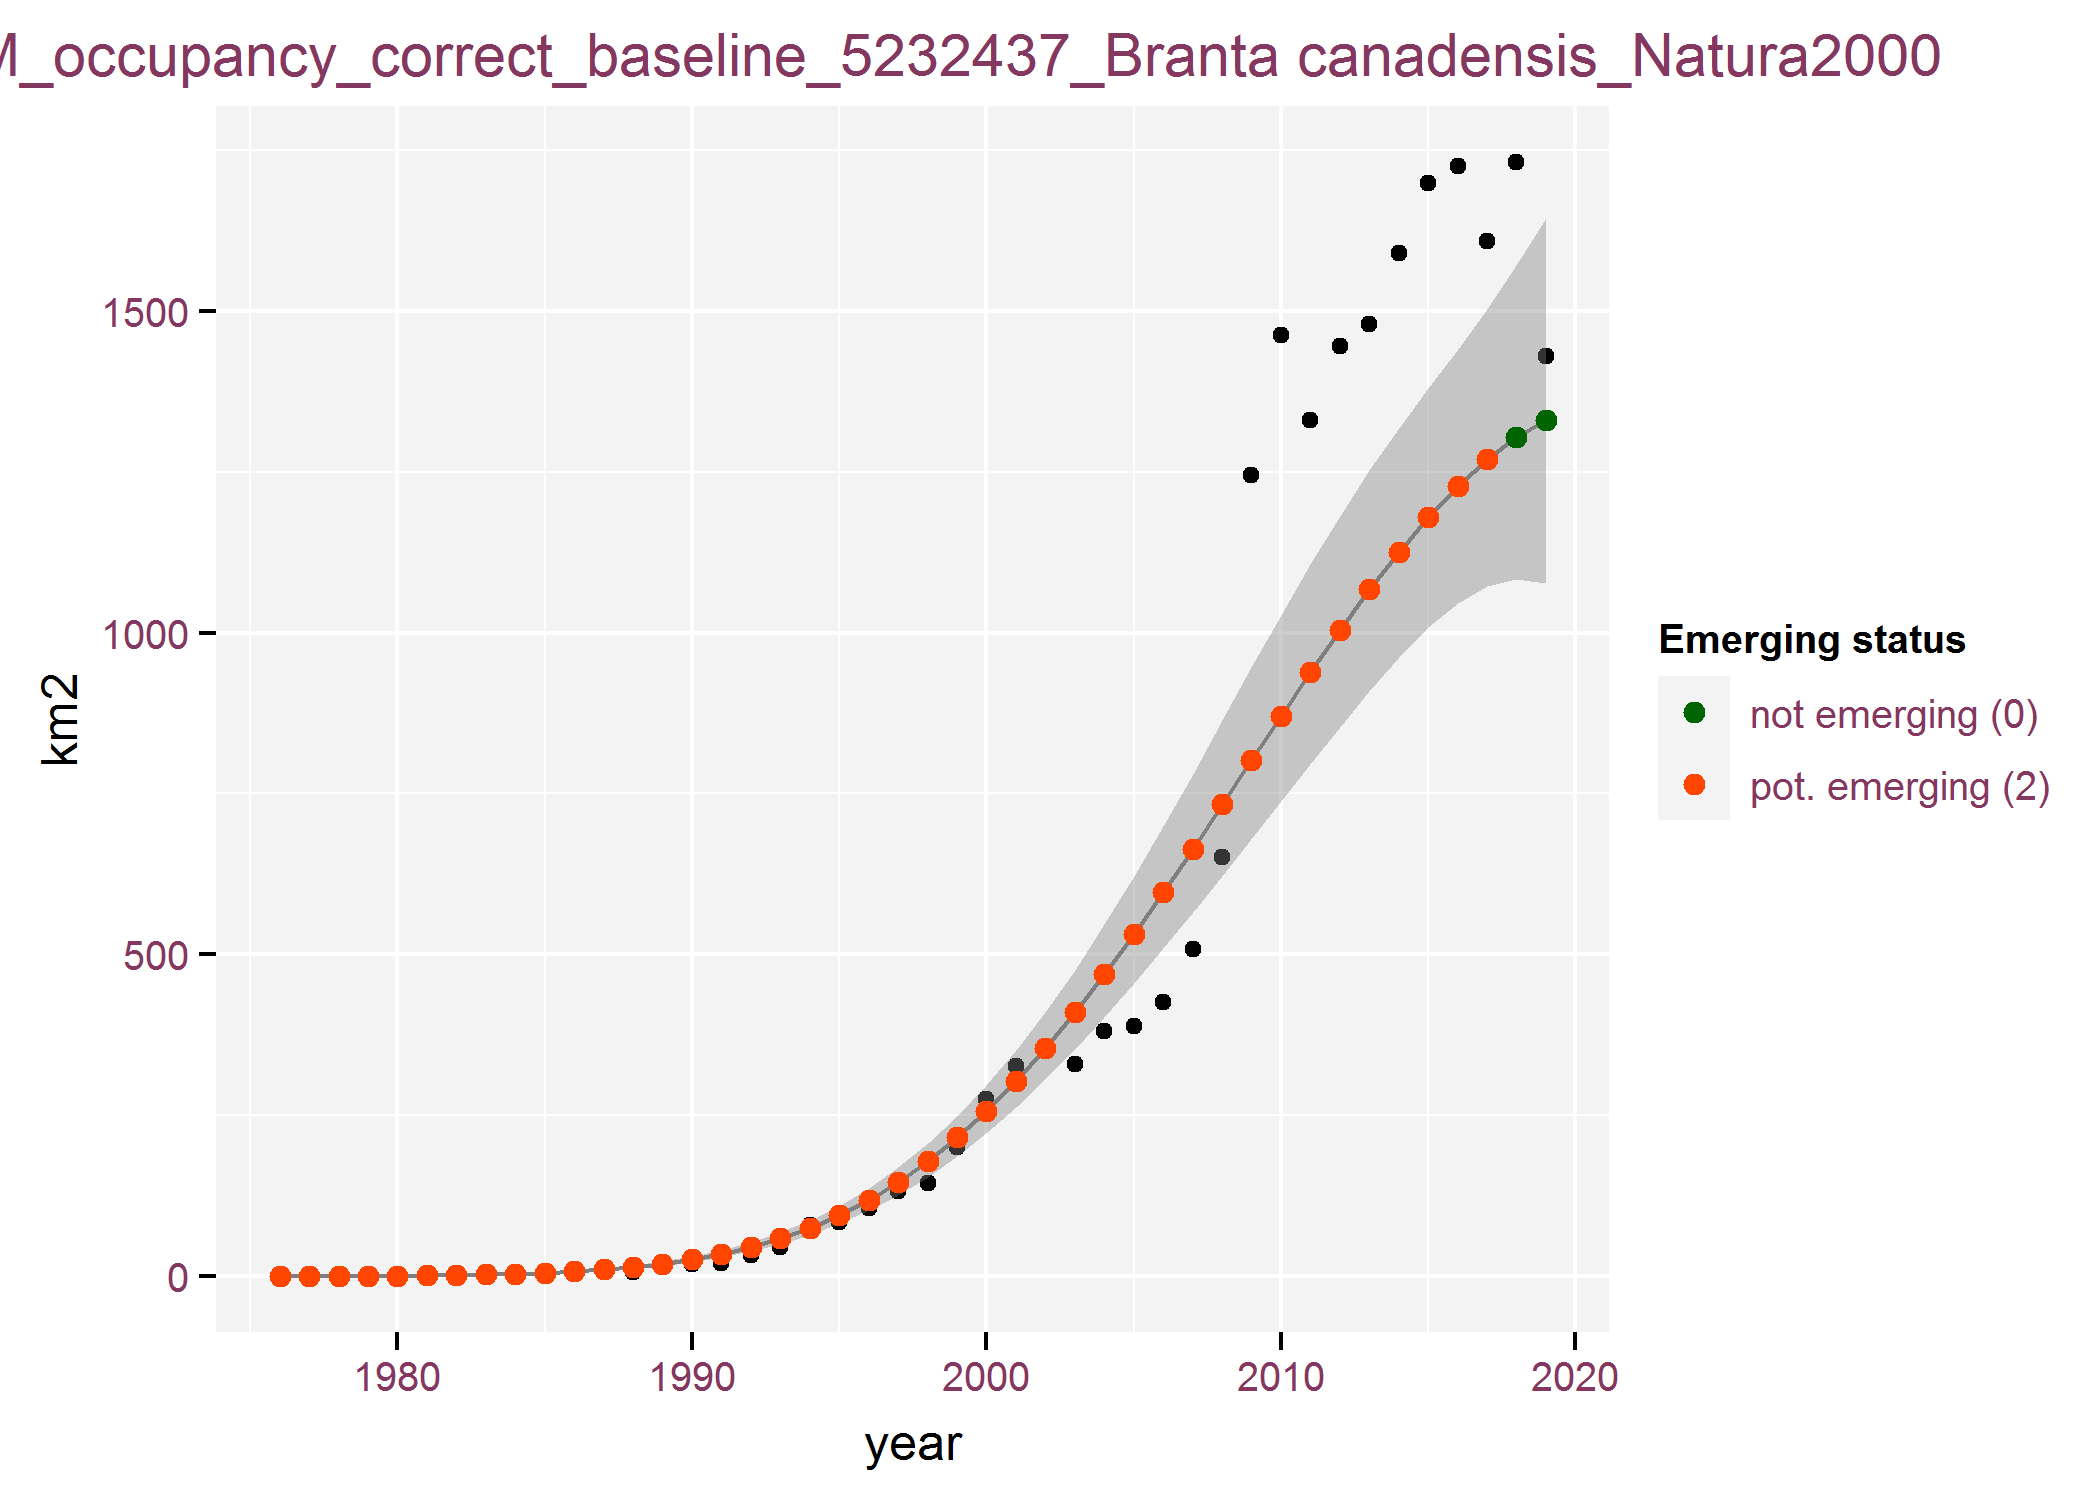 M_occupancy_correct_baseline_5232437_Branta canadensis_Natura2000
1500
1000
500
0
km2
1980
1990
2000
2010
2020
year
Emerging status
not emerging (0)
pot. emerging (2)